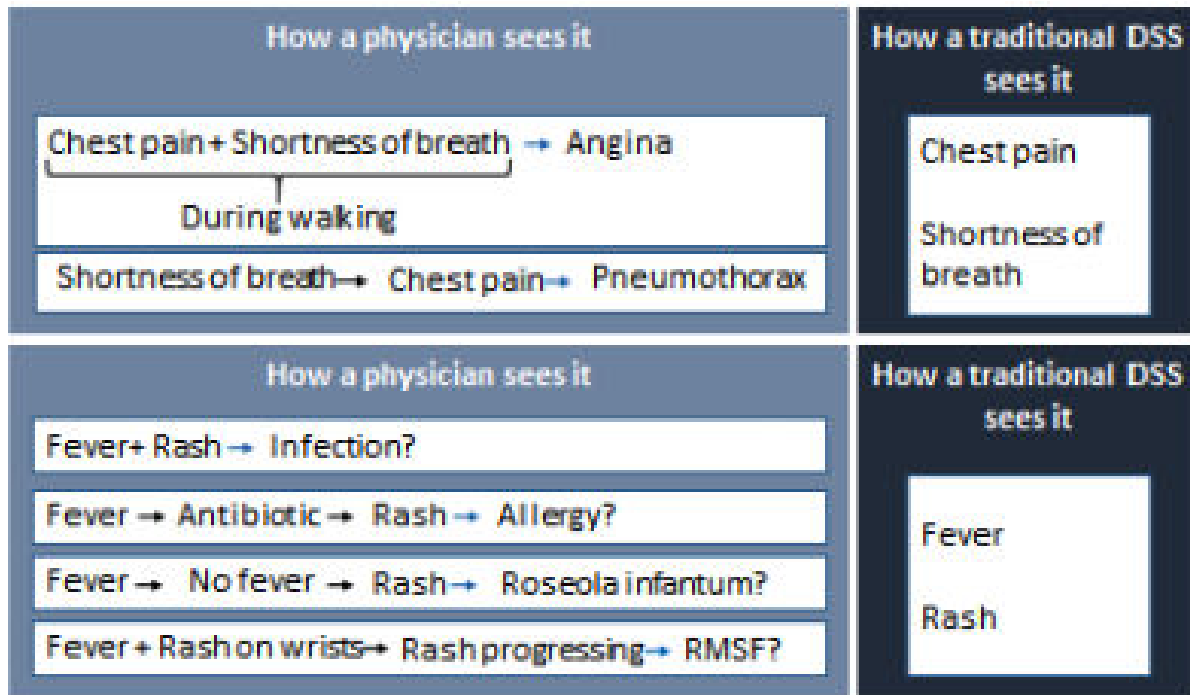 How a physician sees it
Chest pain + Shortness of breath → Angina
During walking
Shortness of breath → Chest pain → Pneumothorax
How a traditional DSS
sees it
Chest pain
Shortness of
breath
How a physician sees it
Fever+ Rash → Infection?
Fever → Antibiotic → Rash → Allergy?
Fever → No fever → Rash → Roseola infantum?
Fever + Rash on wrists → Rash progressing → RMSF?
How a traditional DSS
sees it
Fever
Rash